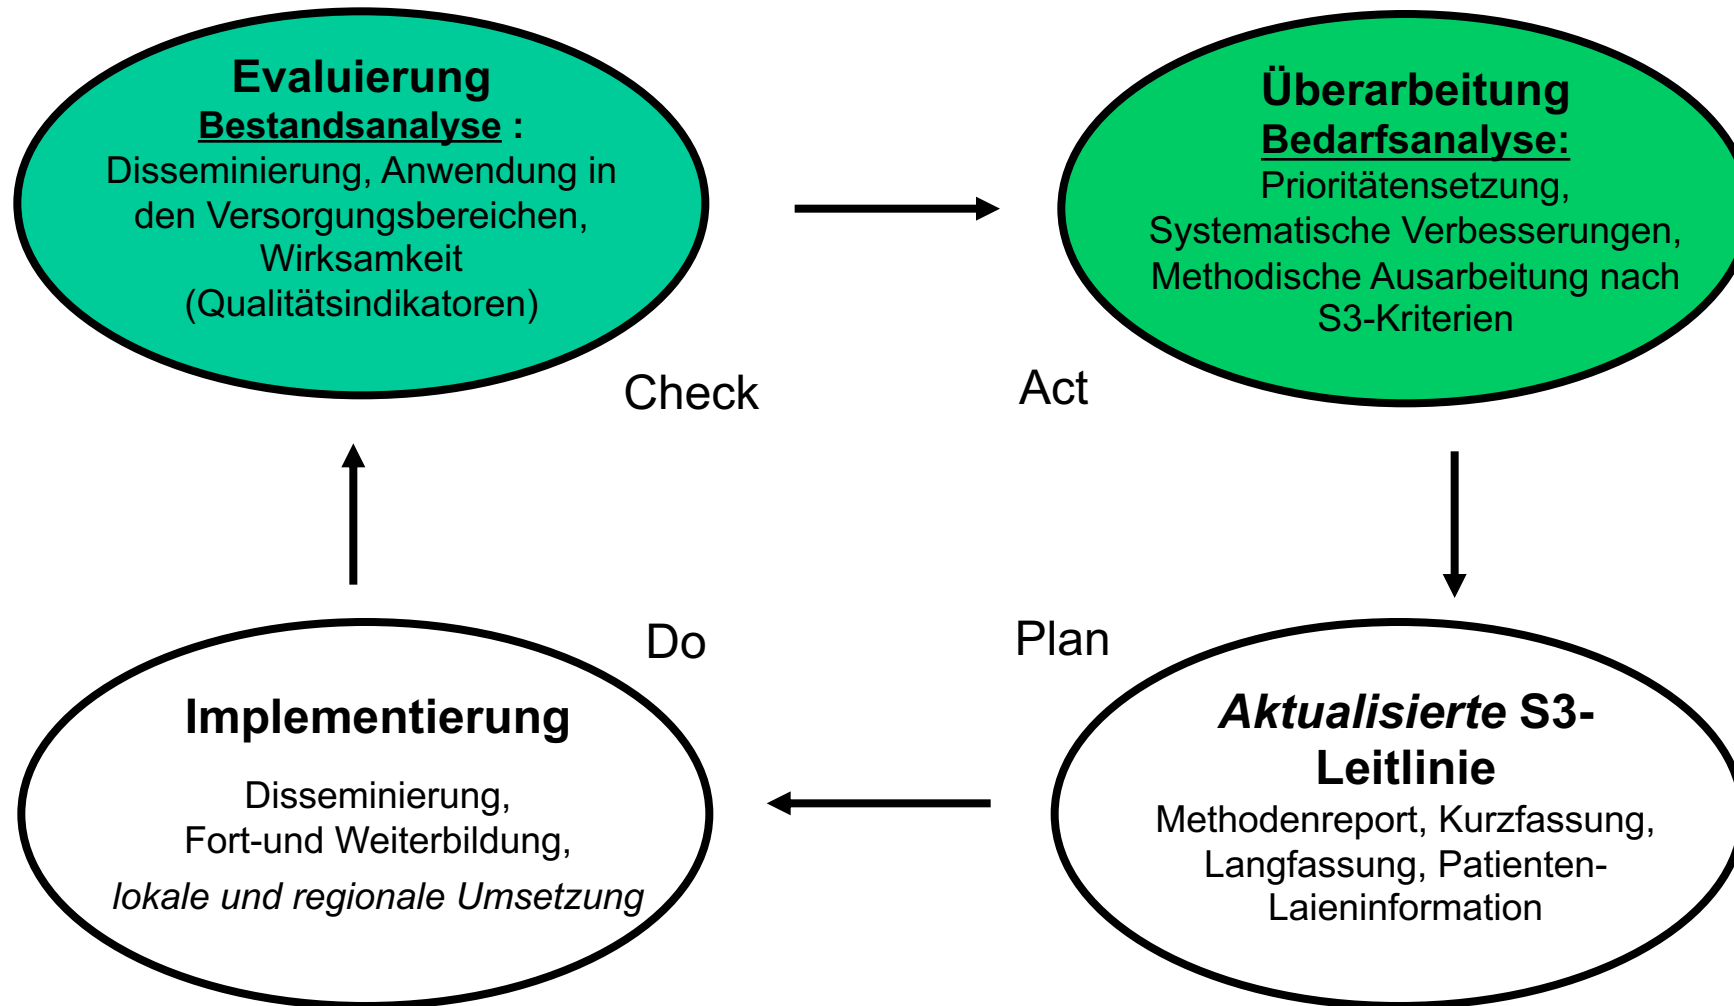 Evaluierung
Bestandsanalyse :
Disseminierung, Anwendung in
den Versorgungsbereichen,
Wirksamkeit
(Qualitätsindikatoren)
Überarbeitung
Bedarfsanalyse:
Prioritätensetzung,
Systematische Verbesserungen,
Methodische Ausarbeitung nach
S3-Kriterien
Check
Act
Do
Plan
Implementierung
Disseminierung,
Fort-und Weiterbildung,
lokale und regionale Umsetzung
Aktualisierte S3-
Leitlinie
Methodenreport, Kurzfassung,
Langfassung, Patienten-
Laieninformation